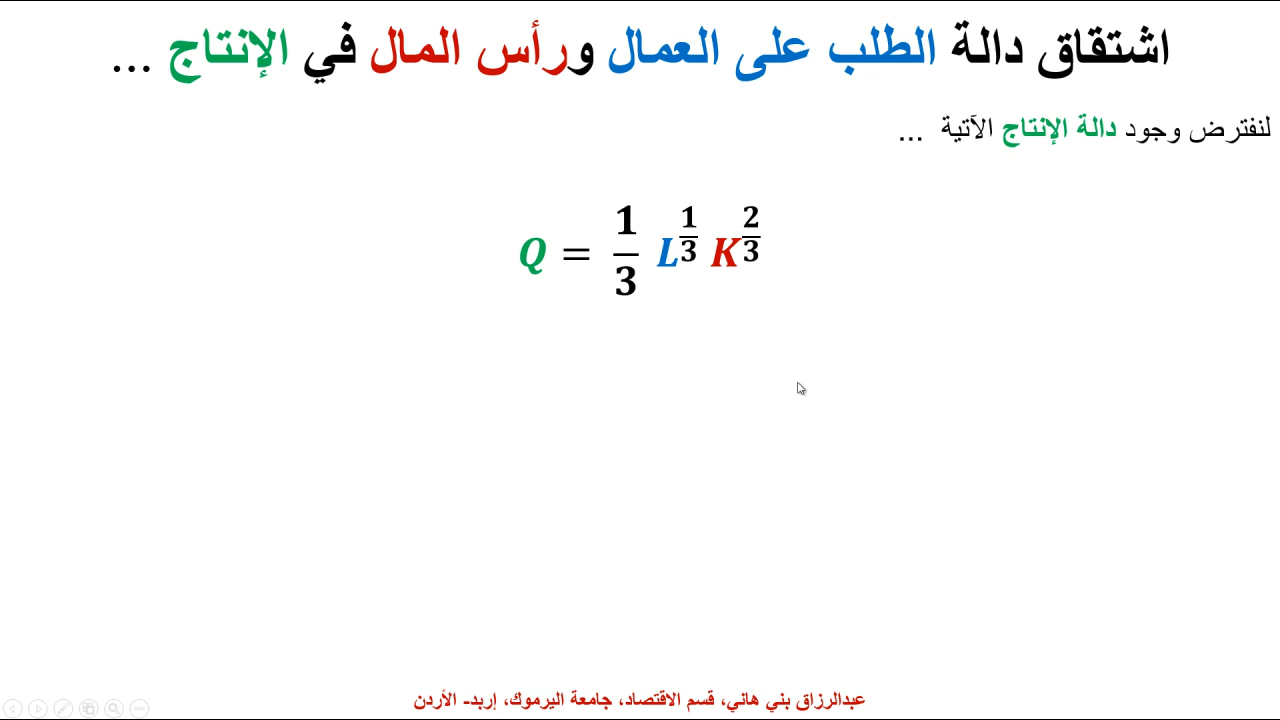 اشتقاق دالة الطلب على العمال ورأس المال في الإنتاج ...
لنفترض وجود دالة الإنتاج الآتية ...
Q = 1/3 L^(1/3) K^(2/3)
عبدالرزاق بني هاني، قسم الاقتصاد، جامعة اليرموك، إربد- الأردن